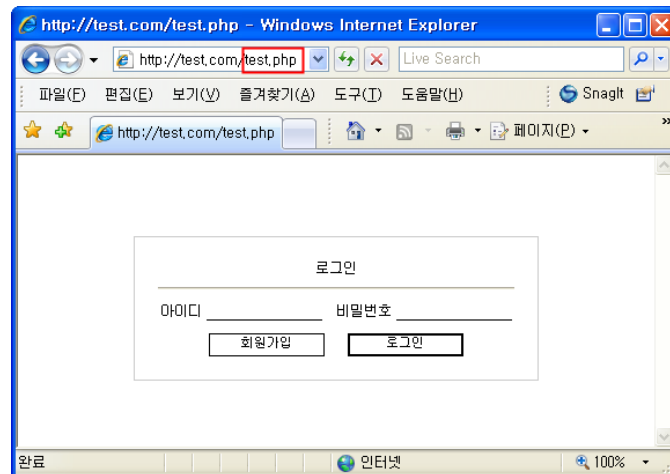 http://test.com/test.php - Windows Internet Explorer
http://test.com/test.php Live Search
파일(F) 편집(E) 보기(V) 즐겨찾기(A) 도구(T) 도움말(H) SnagIt
http://test.com/test.php 페이지(P)
로그인
아이디 비밀번호
회원가입 로그인
완료 인터넷 100%